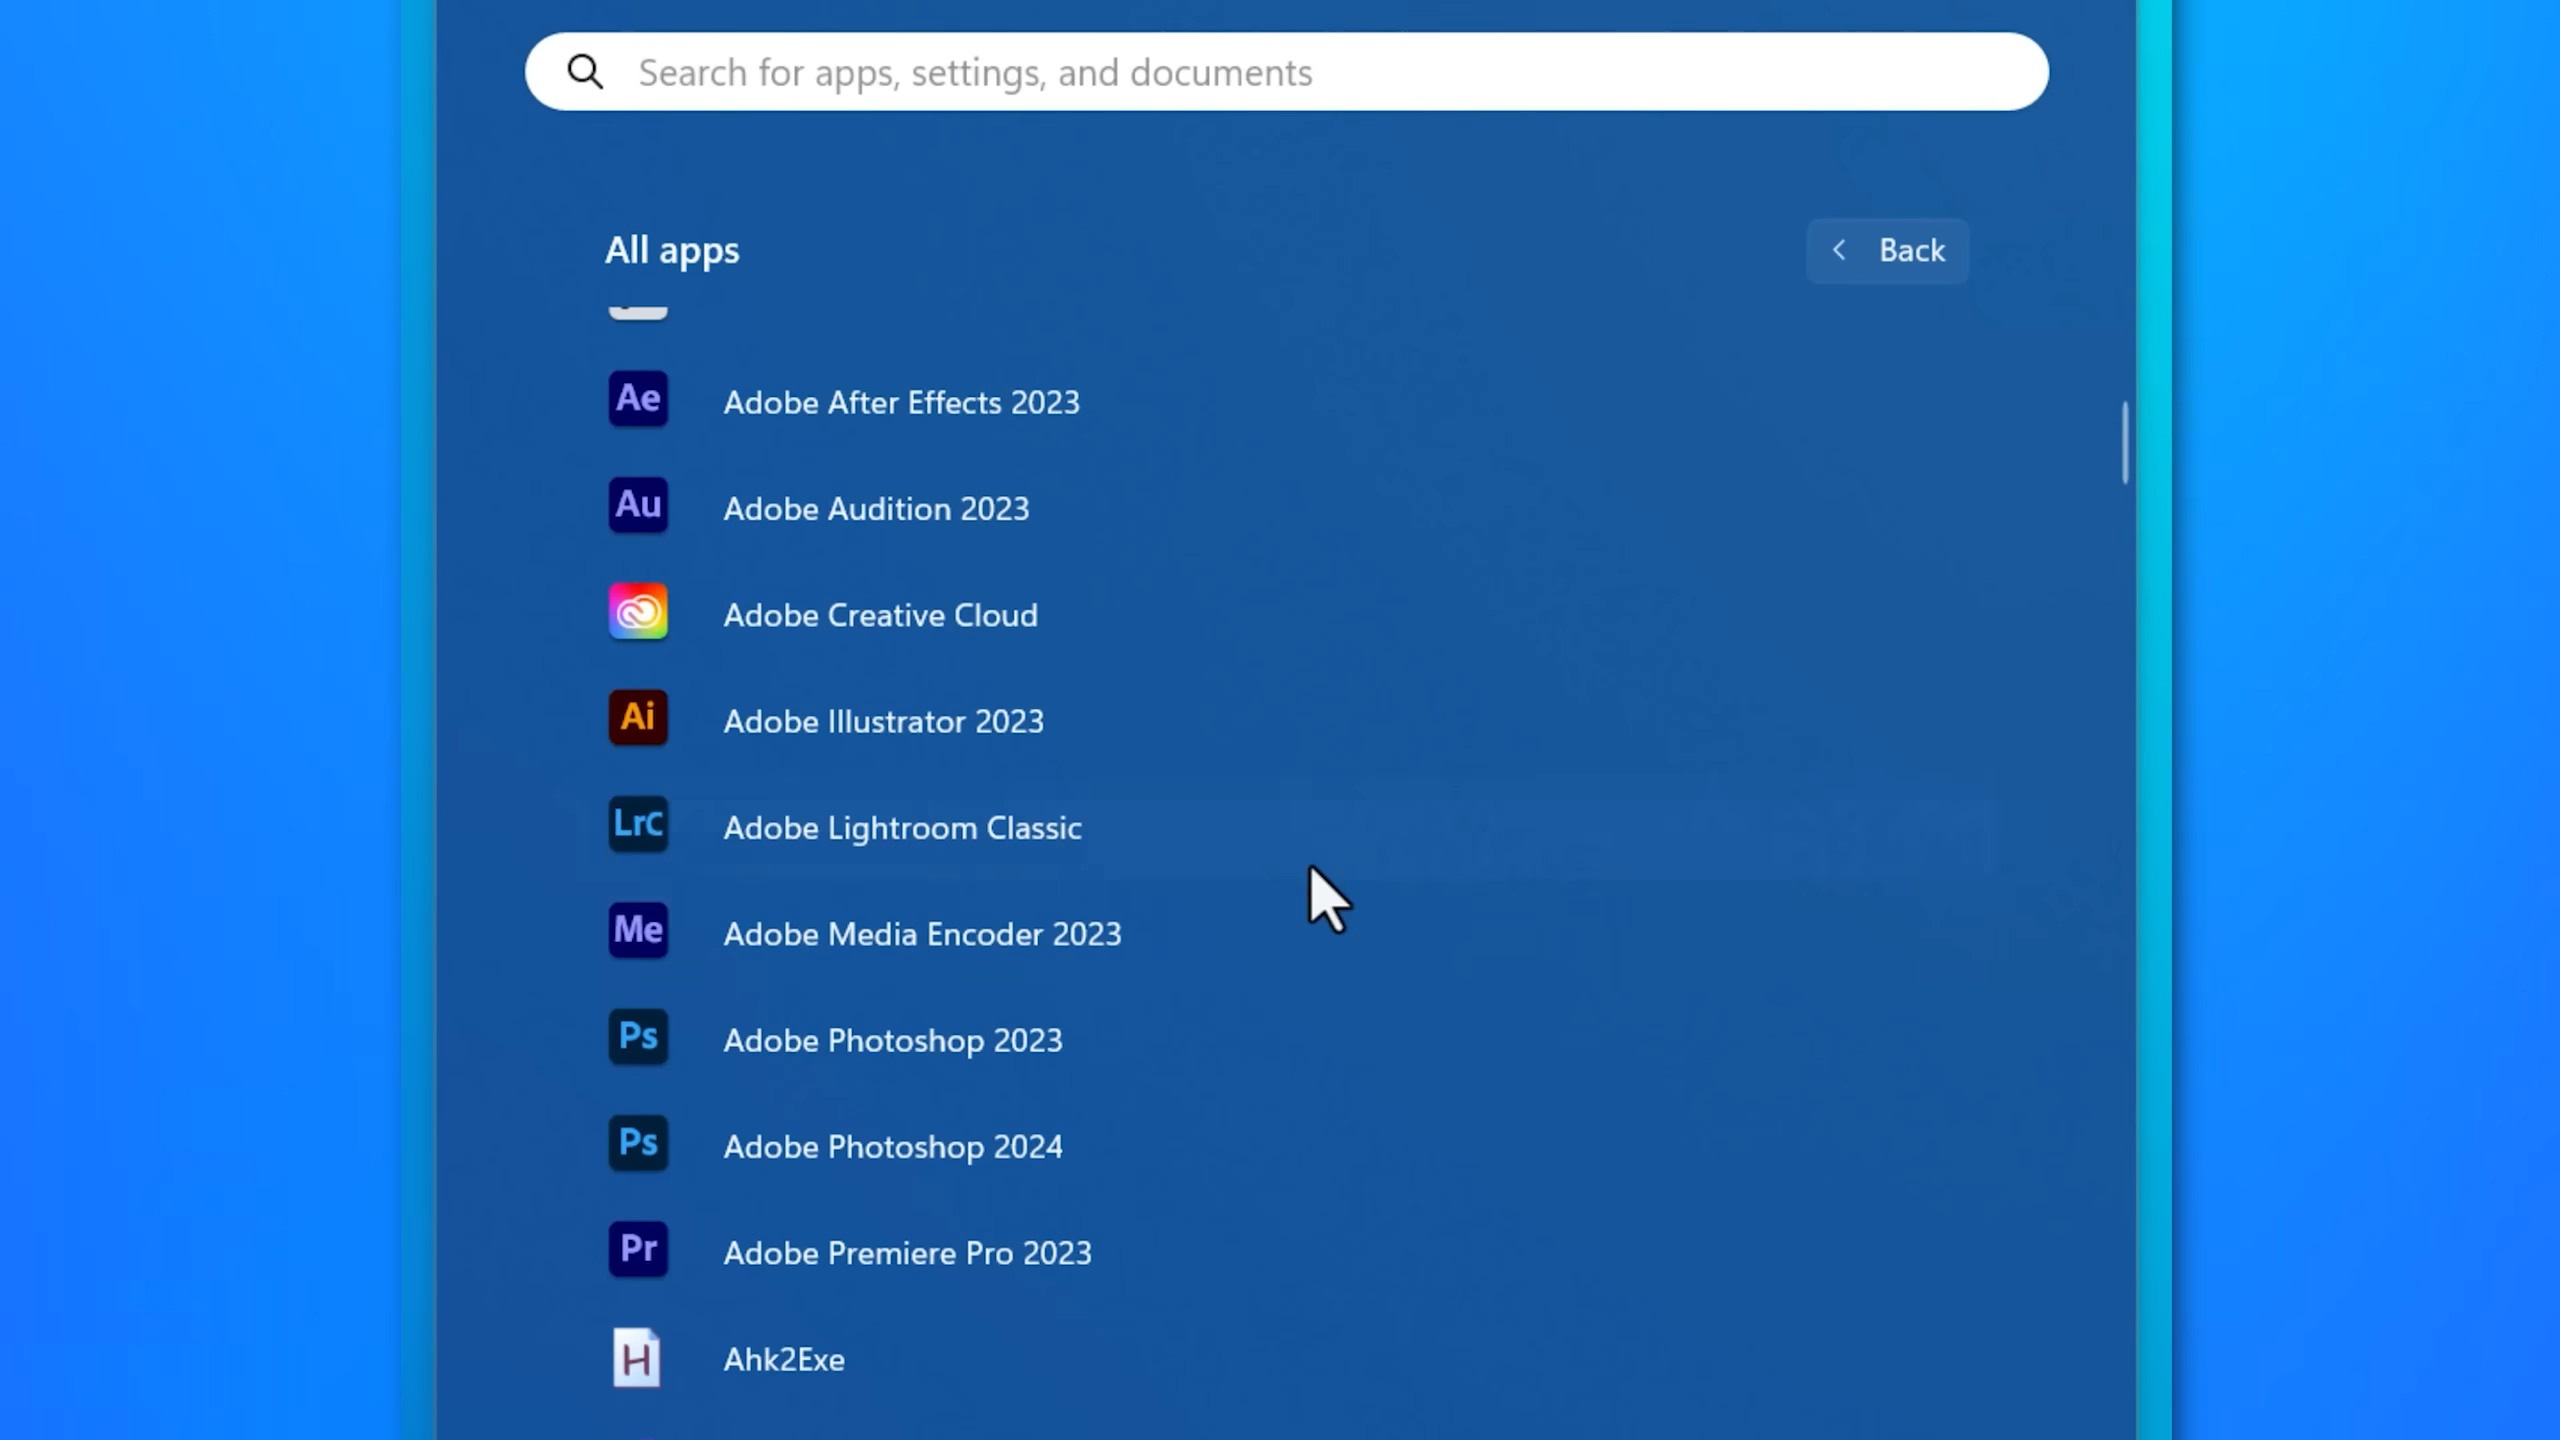 Search for apps, settings, and documents
All apps
Back
Ae Adobe After Effects 2023
Au Adobe Audition 2023
Adobe Creative Cloud
Ai Adobe Illustrator 2023
LrC Adobe Lightroom Classic
Me Adobe Media Encoder 2023
Ps Adobe Photoshop 2023
Ps Adobe Photoshop 2024
Pr Adobe Premiere Pro 2023
H Ahk2Exe